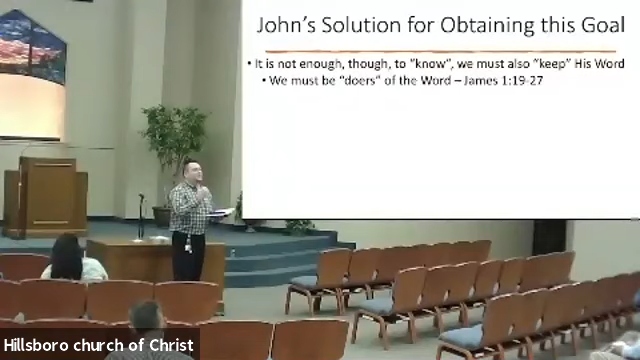 John's Solution for Obtaining this Goal
• It is not enough, though, to "know", we must also "keep" His Word
• We must be "doers" of the Word – James 1:19-27
Hillsboro church of Christ